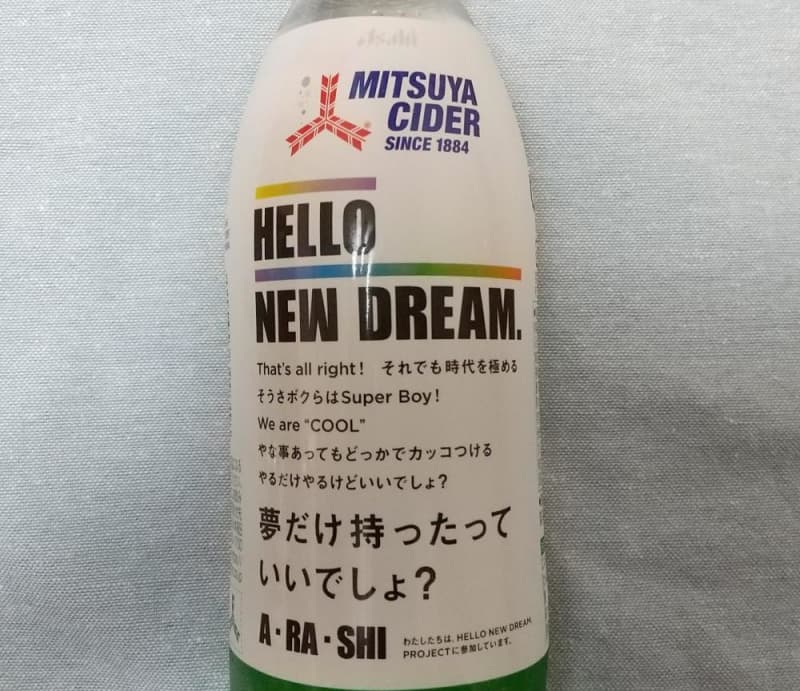 MITSUYA
CIDER
SINCE 1884
HELLO
NEW DREAM.
That's all right! それでも時代を極める
そうさボクらはSuper Boy!
We are “COOL”
やな事あってもどっかでカッコつける
やるだけやるけどいいでしょ?
夢だけ持ったって
いいでしょ?
A・RA・SHI
わたしたちは、HELLO NEW DREAM.
PROJECTに参加しています。